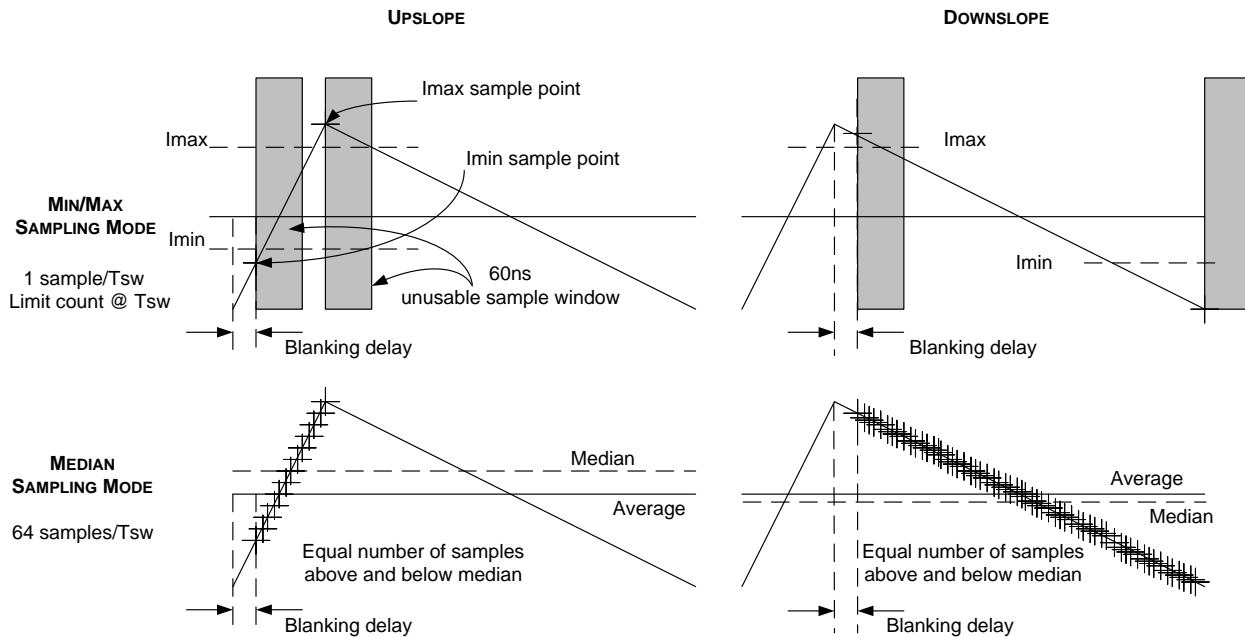 UPSLOPE
DOWNSLOPE
Imax sample point
Imax
Imin sample point
MIN/MAX
SAMPLING MODE
Imin
1 sample/Tsw
Limit count @ Tsw
60ns
unusable sample window
Blanking delay
Imax
Imin
Blanking delay
MEDIAN
SAMPLING MODE
64 samples/Tsw
Median
Average
Equal number of samples
above and below median
Blanking delay
Average
Median
Equal number of samples
above and below median
Blanking delay